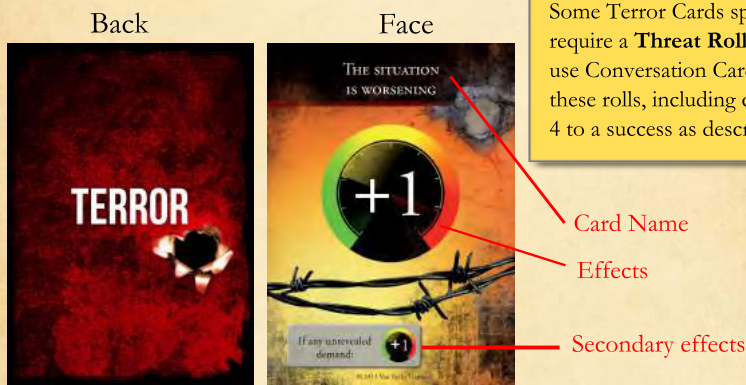 Back
Face
Some Terror Cards sp
require a Threat Roll
use Conversation Car
these rolls, including
4 to a success as descr
TERROR
THE SITUATION
IS WORSENING
+1
If any unrevealed
demand:
+1
Card Name
Effects
Secondary effects